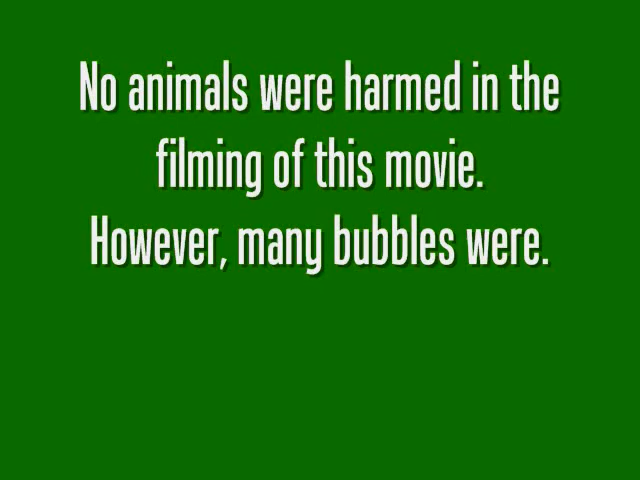 No animals were harmed in the
filming of this movie.
However, many bubbles were.